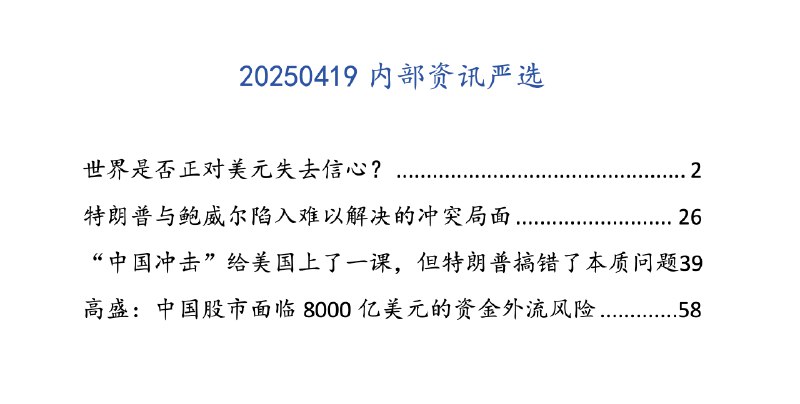 20250419 内部资讯严选
世界是否正对美元失去信心? ................................................ 2
特朗普与鲍威尔陷入难以解决的冲突局面.......................... 26
“中国冲击”给美国上了一课，但特朗普搞错了本质问题39
高盛：中国股市面临 8000 亿美元的资金外流风险.............58